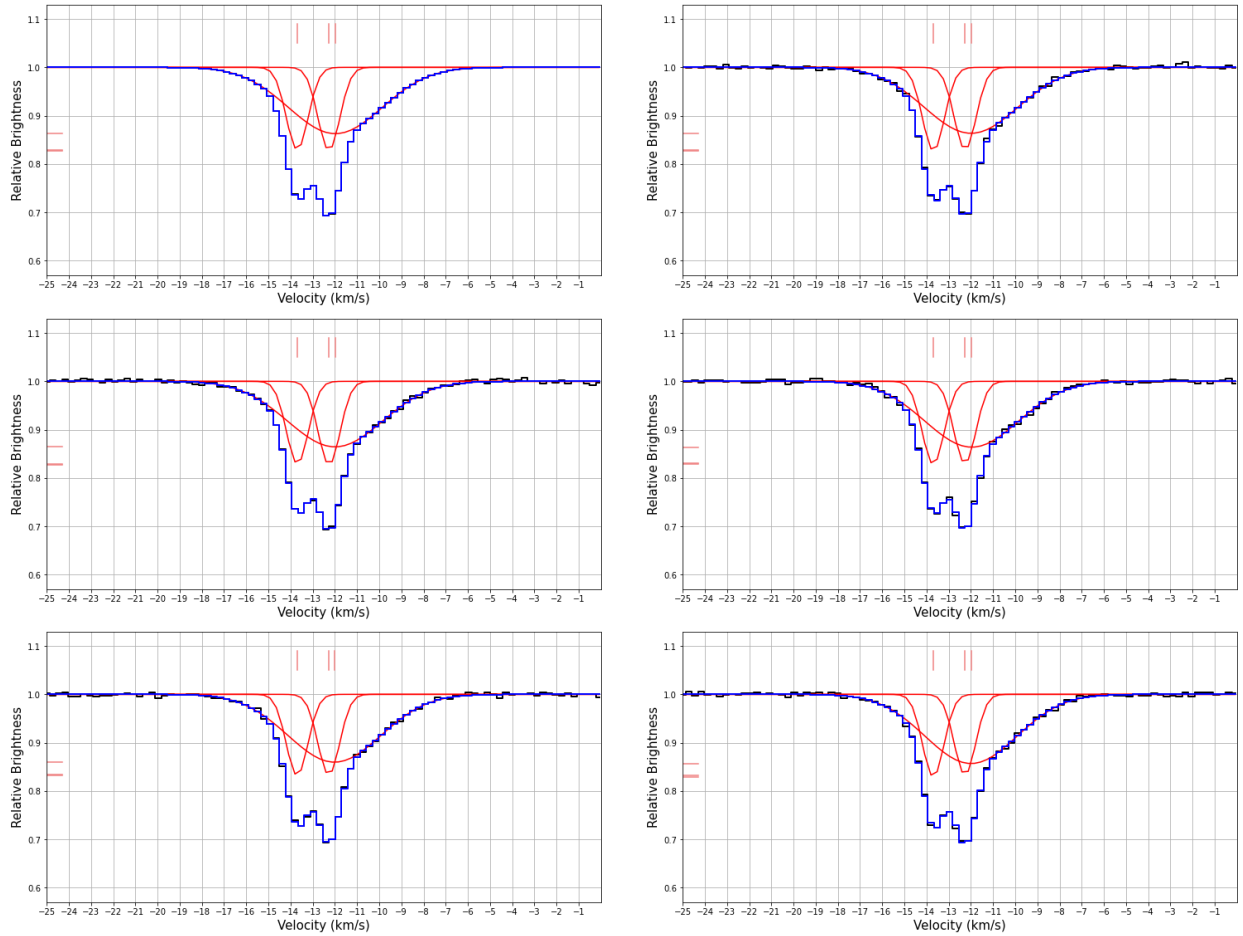 1.1 1.1
1.0 1.0
0.9 0.9
0.8 0.8
0.7 0.7
0.6 0.6
Relative Brightness Relative Brightness
−25 −24 −23 −22 −21 −20 −19 −18 −17 −16 −15 −14 −13 −12 −11 −10 −9 −8 −7 −6 −5 −4 −3 −2 −1 −25 −24 −23 −22 −21 −20 −19 −18 −17 −16 −15 −14 −13 −12 −11 −10 −9 −8 −7 −6 −5 −4 −3 −2 −1
Velocity (km/s) Velocity (km/s)
1.1 1.1
1.0 1.0
0.9 0.9
0.8 0.8
0.7 0.7
0.6 0.6
Relative Brightness Relative Brightness
−25 −24 −23 −22 −21 −20 −19 −18 −17 −16 −15 −14 −13 −12 −11 −10 −9 −8 −7 −6 −5 −4 −3 −2 −1 −25 −24 −23 −22 −21 −20 −19 −18 −17 −16 −15 −14 −13 −12 −11 −10 −9 −8 −7 −6 −5 −4 −3 −2 −1
Velocity (km/s) Velocity (km/s)
1.1 1.1
1.0 1.0
0.9 0.9
0.8 0.8
0.7 0.7
0.6 0.6
Relative Brightness Relative Brightness
−25 −24 −23 −22 −21 −20 −19 −18 −17 −16 −15 −14 −13 −12 −11 −10 −9 −8 −7 −6 −5 −4 −3 −2 −1 −25 −24 −23 −22 −21 −20 −19 −18 −17 −16 −15 −14 −13 −12 −11 −10 −9 −8 −7 −6 −5 −4 −3 −2 −1
Velocity (km/s) Velocity (km/s)